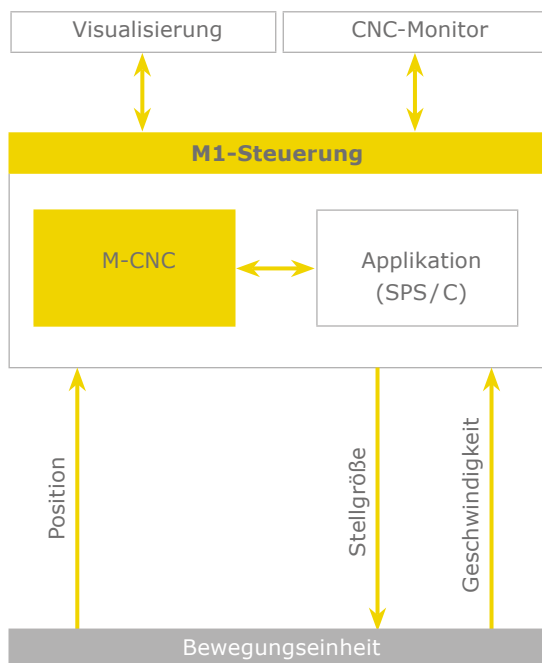 Visualisierung
CNC-Monitor
M1-Steuerung
M-CNC
Applikation
(SPS/C)
Position
Stellgröße
Geschwindigkeit
Bewegungseinheit